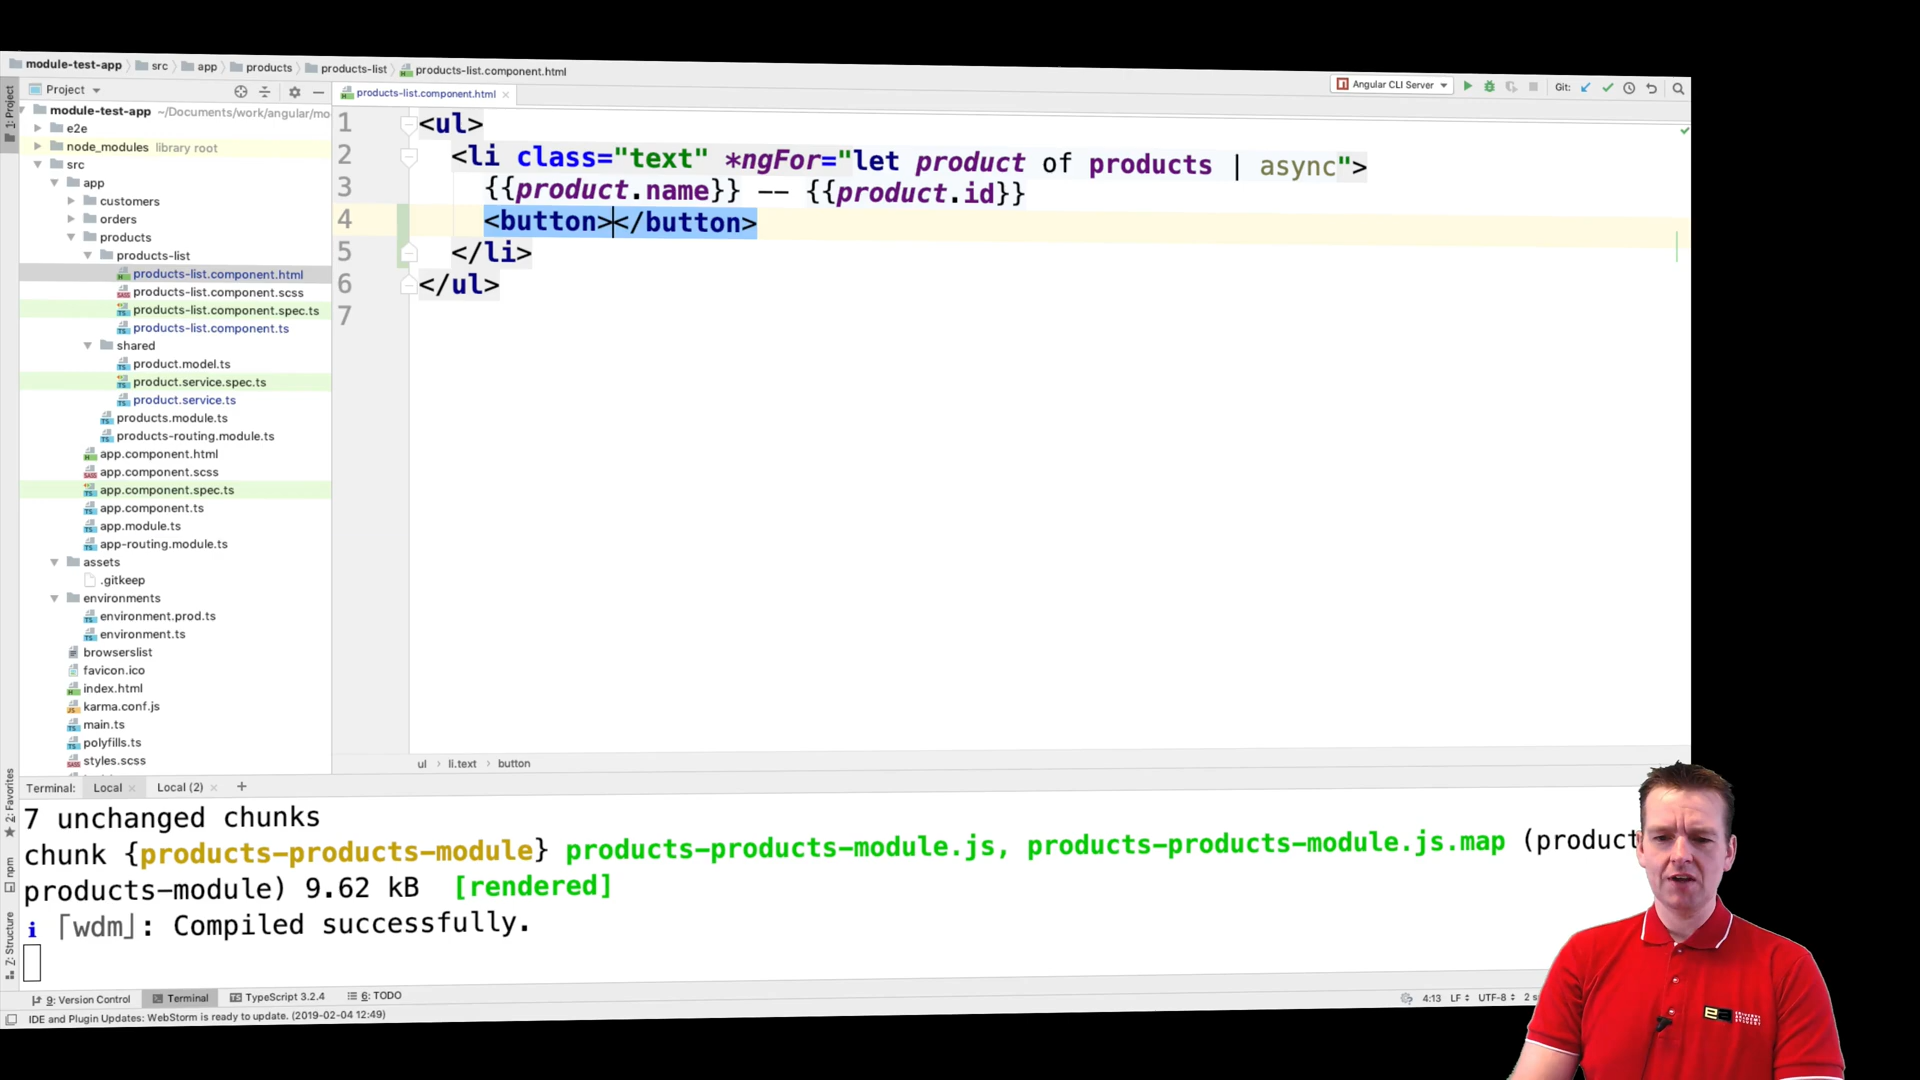 module-test-app src app products products-list products-list.component.html
Angular CLI Server
Git:
1: Project
Project
products-list.component.html
module-test-app ~/Documents/work/angular/mo
e2e
node_modules library root
src
app
customers
orders
products
products-list
products-list.component.html
products-list.component.scss
products-list.component.spec.ts
products-list.component.ts
shared
product.model.ts
product.service.spec.ts
product.service.ts
products.module.ts
products-routing.module.ts
app.component.html
app.component.scss
app.component.spec.ts
app.component.ts
app.module.ts
app-routing.module.ts
assets
.gitkeep
environments
environment.prod.ts
environment.ts
browserslist
favicon.ico
index.html
karma.conf.js
main.ts
polyfills.ts
styles.scss
1 <ul>
2 <li class="text" *ngFor="let product of products | async">
3 {{product.name}} -- {{product.id}}
4 <button></button>
5 </li>
6 </ul>
7
ul li.text button
2: Favorites
npm
Z: Structure
Terminal: Local Local (2)
7 unchanged chunks
chunk {products-products-module} products-products-module.js, products-products-module.js.map (product
products-module) 9.62 kB [rendered]
i ｢wdm｣: Compiled successfully.
9: Version Control Terminal TypeScript 3.2.4 6: TODO
4:13 LF UTF-8 2
IDE and Plugin Updates: WebStorm is ready to update. (2019-02-04 12:49)